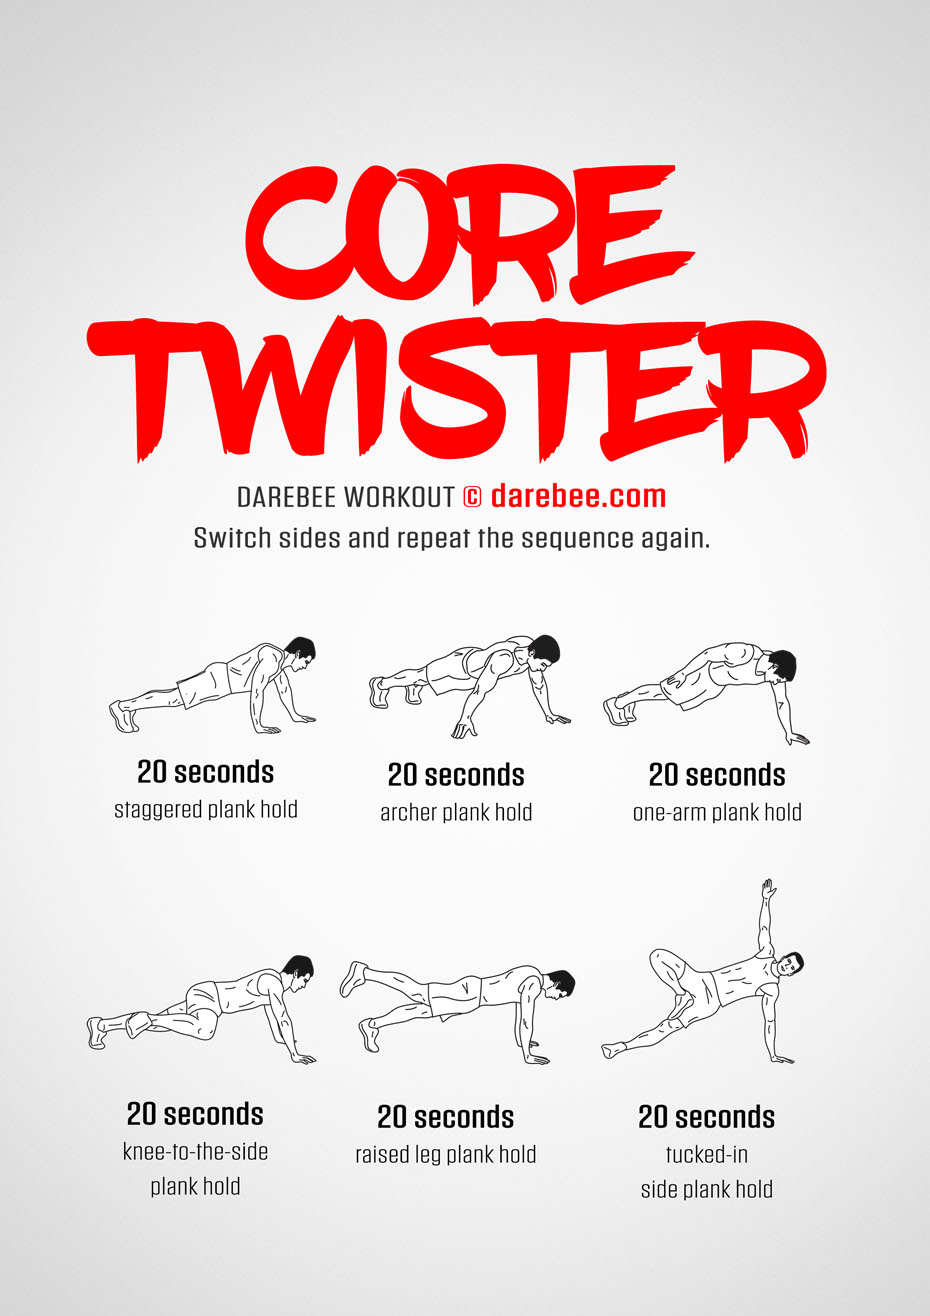 CORE
TWISTER
DAREBEE WORKOUT © darebee.com
Switch sides and repeat the sequence again.
20 seconds
staggered plank hold
20 seconds
archer plank hold
20 seconds
one-arm plank hold
20 seconds
knee-to-the-side
plank hold
20 seconds
raised leg plank hold
20 seconds
tucked-in
side plank hold